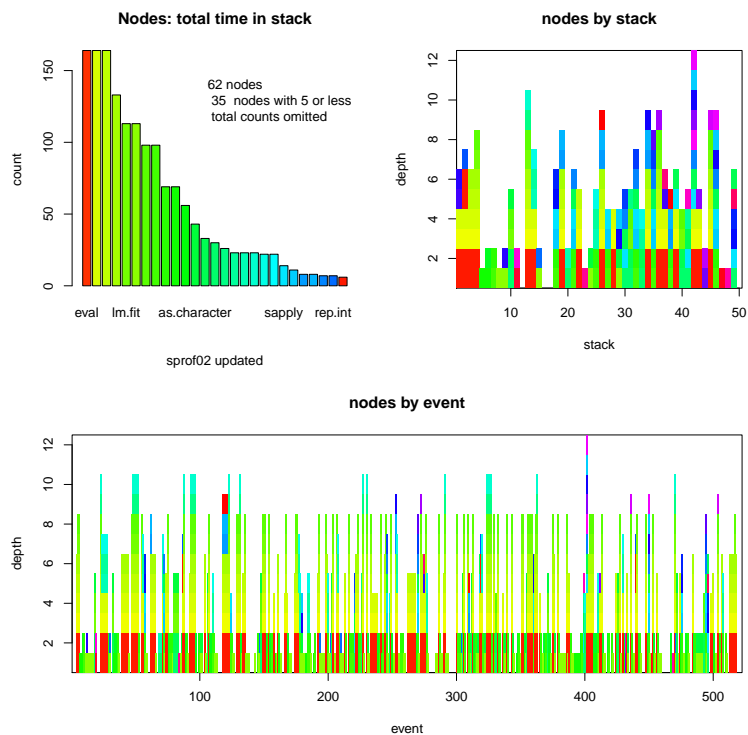 Nodes: total time in stack
62 nodes
35 nodes with 5 or less
total counts omitted
count
0
50
100
150
eval
lm.fit
as.character
sapply
rep.int
sprof02 updated
nodes by stack
depth
2
4
6
8
10
12
10
20
30
40
50
stack
nodes by event
depth
2
4
6
8
10
12
100
200
300
400
500
event